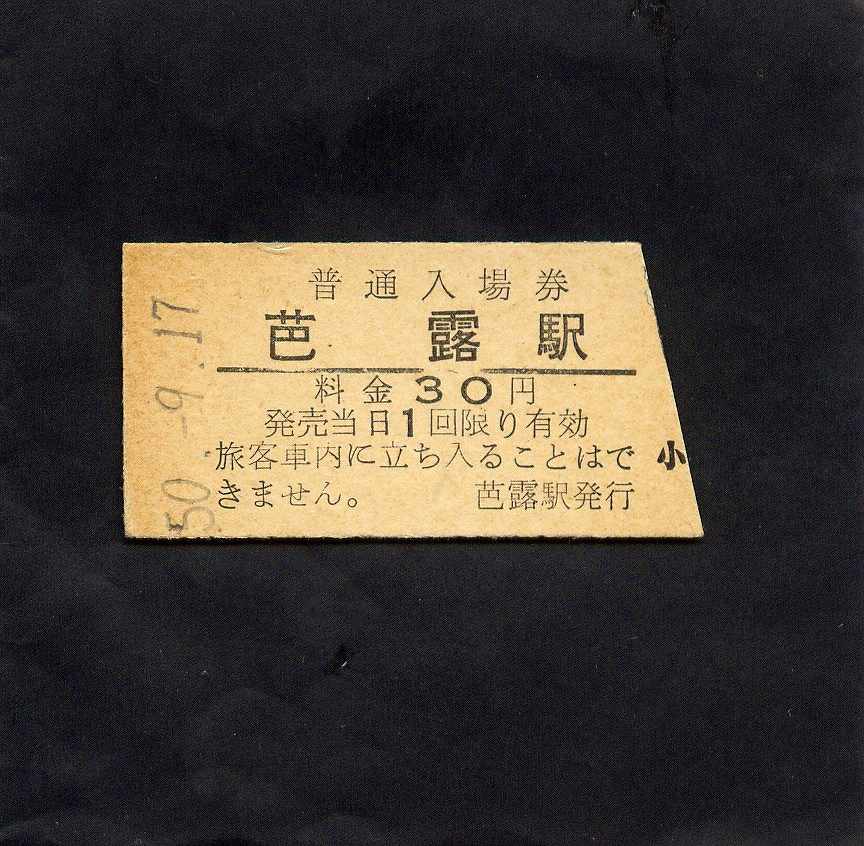 普通入場券
芭露駅
料金30円
発売当日1回限り有効
旅客車内に立ち入ることはで
きません。 芭露駅発行
小
50.-9.17